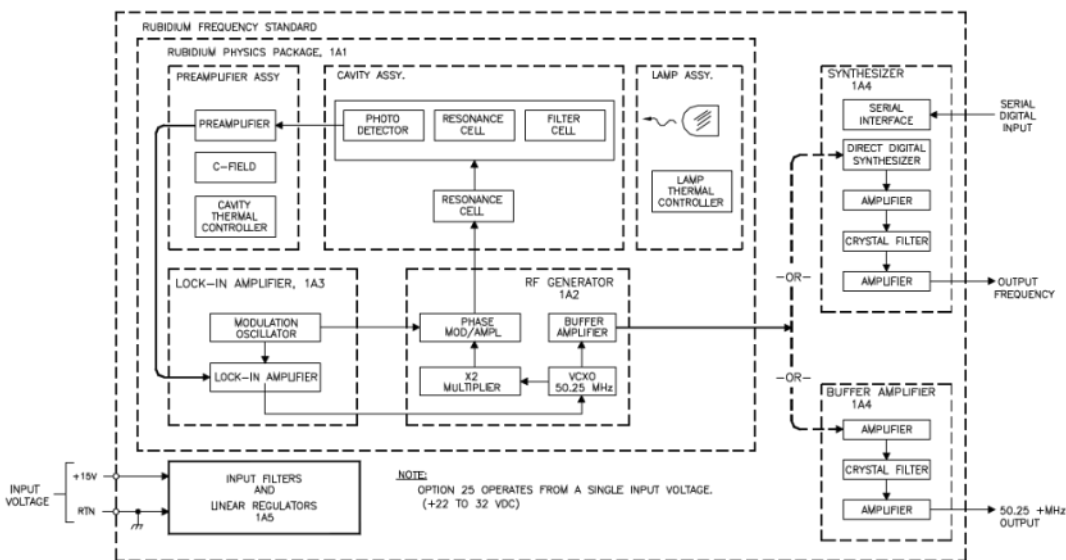 RUBIDIUM FREQUENCY STANDARD
RUBIDIUM PHYSICS PACKAGE, 1A1
PREAMPLIFIER ASSY
PREAMPLIFIER
C-FIELD
CAVITY
THERMAL
CONTROLLER
CAVITY ASSY.
PHOTO
DETECTOR
RESONANCE
CELL
FILTER
CELL
RESONANCE
CELL
LAMP ASSY.
LAMP
THERMAL
CONTROLLER
LOCK-IN AMPLIFIER, 1A3
MODULATION
OSCILLATOR
LOCK-IN AMPLIFIER
RF GENERATOR
1A2
PHASE
MOD/AMPL
BUFFER
AMPLIFIER
X2
MULTIPLIER
VCXO
50.25 MHz
SYNTHESIZER
1A4
SERIAL
INTERFACE
SERIAL
DIGITAL
INPUT
DIRECT DIGITAL
SYNTHESIZER
AMPLIFIER
CRYSTAL FILTER
AMPLIFIER
OUTPUT
FREQUENCY
-OR-
-OR-
BUFFER AMPLIFIER
1A4
AMPLIFIER
CRYSTAL FILTER
AMPLIFIER
50.25 +MHz
OUTPUT
INPUT
VOLTAGE
+15V
RTN
INPUT FILTERS
AND
LINEAR REGULATORS
1A5
NOTE:
OPTION 25 OPERATES FROM A SINGLE INPUT VOLTAGE.
(+22 TO 32 VDC)